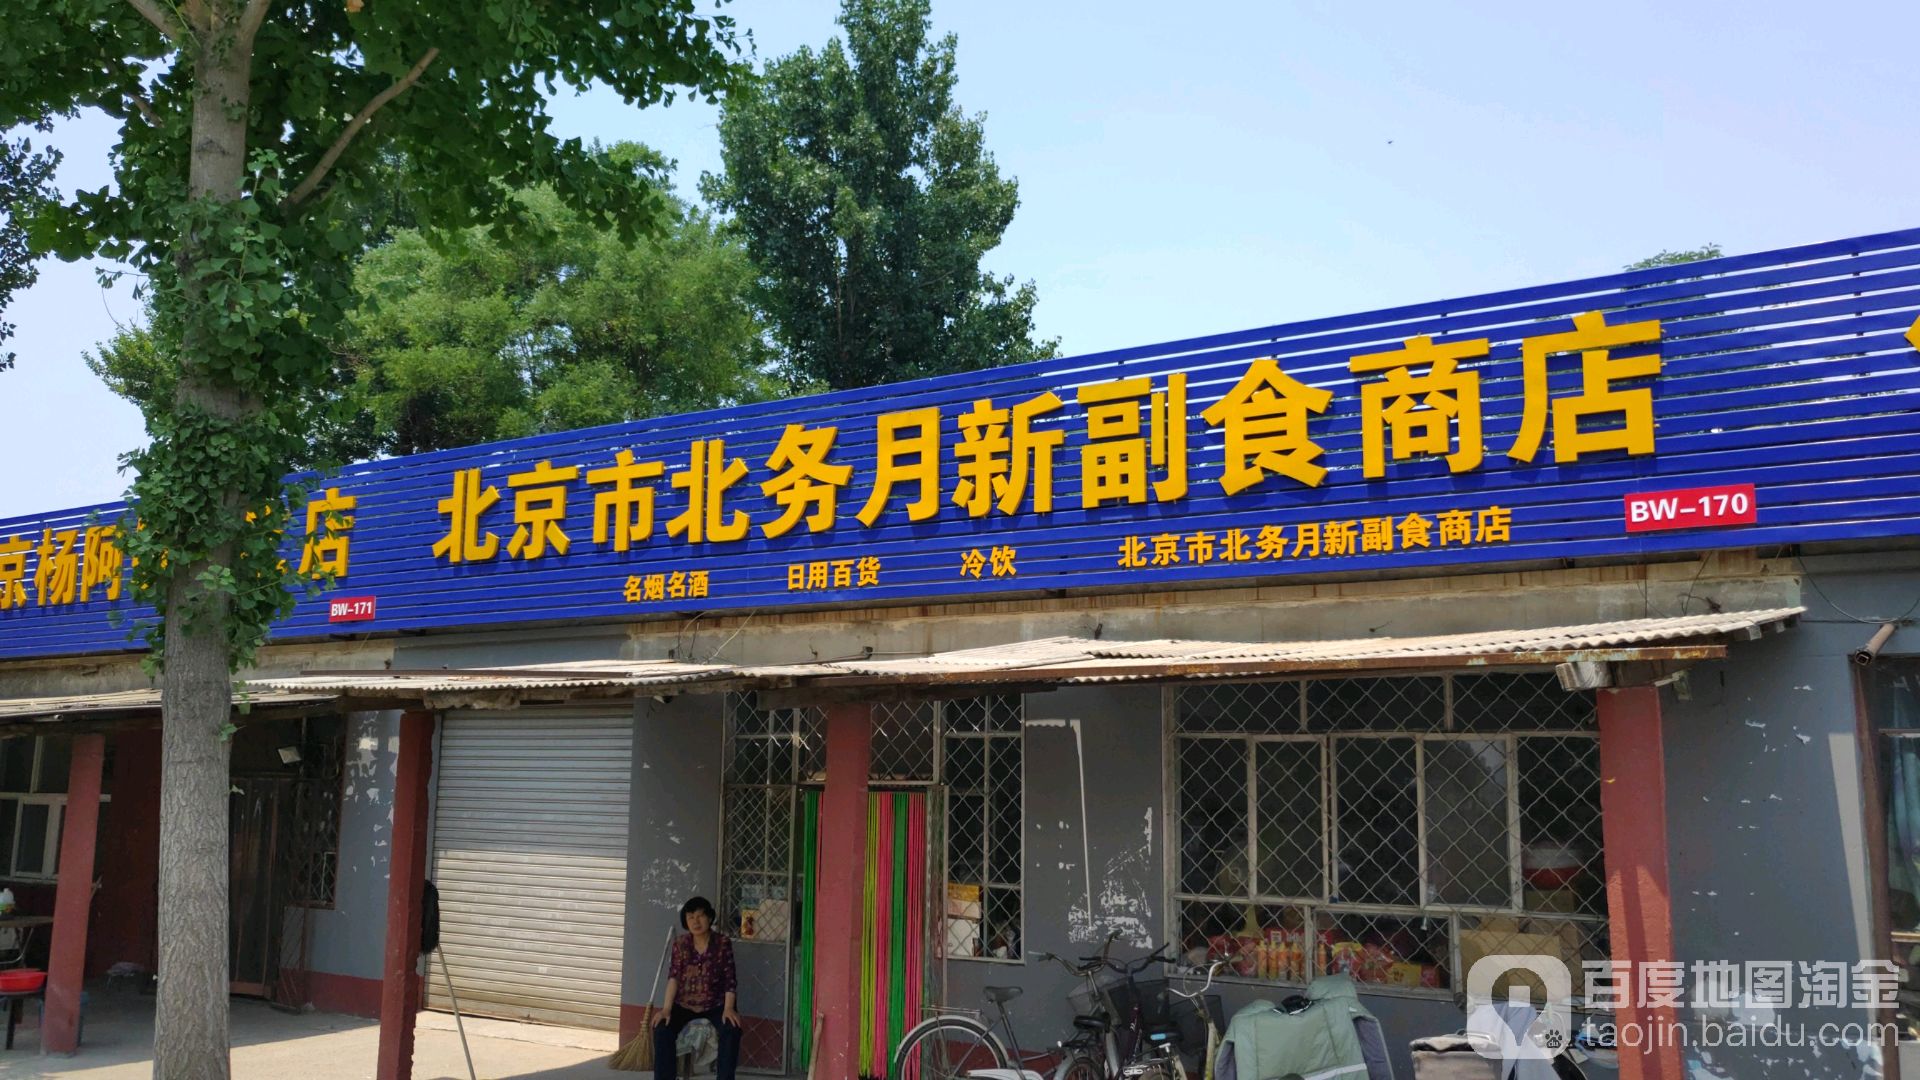 京杨阿
店
BW-171
北京市北务月新副食商店
名烟名酒 日用百货 冷饮 北京市北务月新副食商店
BW-170
百度地图淘金
taojin.baidu.com